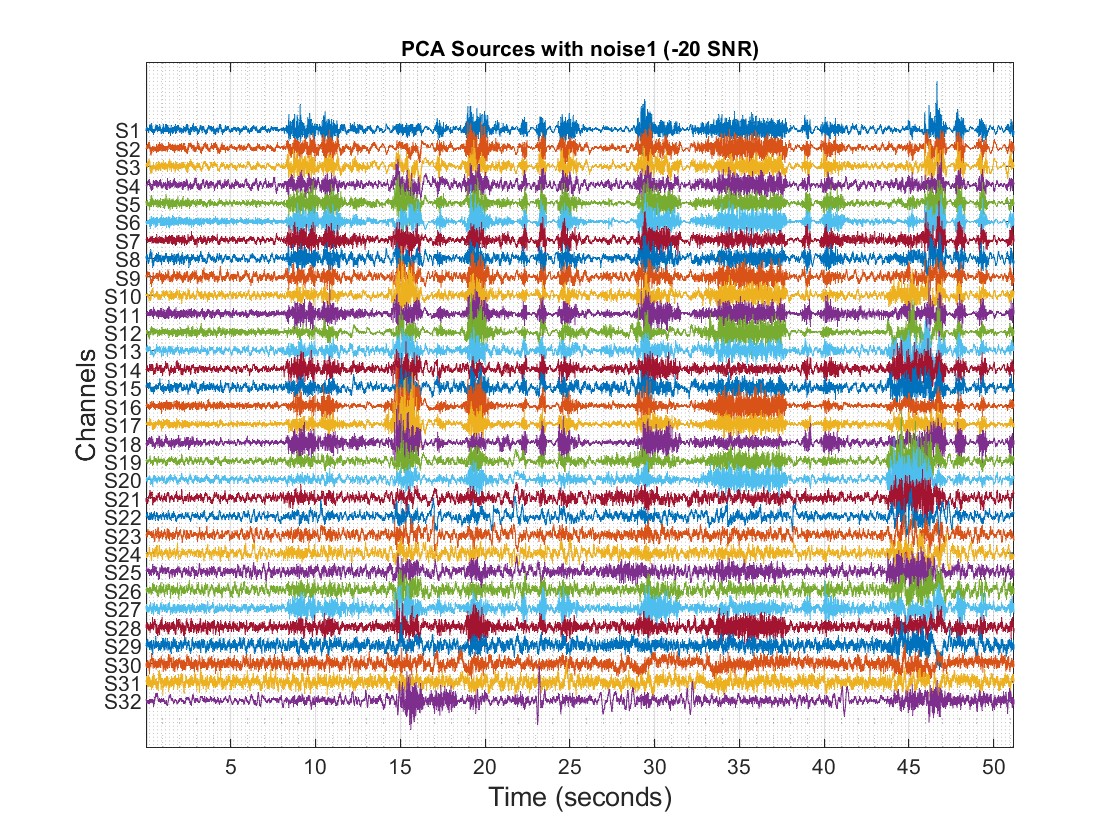 PCA Sources with noise1 (-20 SNR)
S1
S2
S3
S4
S5
S6
S7
S8
S9
S10
S11
S12
S13
S14
S15
S16
S17
S18
S19
S20
S21
S22
S23
S24
S25
S26
S27
S28
S29
S30
S31
S32
Channels
5 10 15 20 25 30 35 40 45 50
Time (seconds)